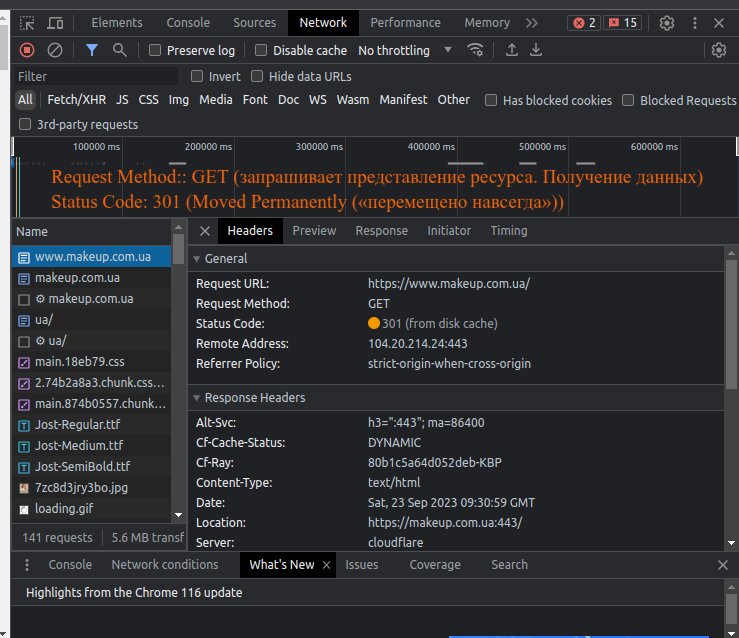 Elements Console Sources Network Performance Memory 2 15
Preserve log Disable cache No throttling
Filter Invert Hide data URLs
All Fetch/XHR JS CSS Img Media Font Doc WS Wasm Manifest Other Has blocked cookies Blocked Requests
3rd-party requests
100000 ms 200000 ms 300000 ms 400000 ms 500000 ms 600000 ms
Request Method:: GET (запрашивает представление ресурса. Получение данных)
Status Code: 301 (Moved Permanently («перемещено навсегда»))
Name
www.makeup.com.ua
makeup.com.ua
makeup.com.ua
ua/
ua/
main.18eb79.css
2.74b2a8a3.chunk.css...
main.874b0557.chunk...
Jost-Regular.ttf
Jost-Medium.ttf
Jost-SemiBold.ttf
7zc8d3jry3bo.jpg
loading.gif
141 requests 5.6 MB transf
Headers Preview Response Initiator Timing
General
Request URL: https://www.makeup.com.ua/
Request Method: GET
Status Code: 301 (from disk cache)
Remote Address: 104.20.214.24:443
Referrer Policy: strict-origin-when-cross-origin
Response Headers
Alt-Svc: h3=":443"; ma=86400
Cf-Cache-Status: DYNAMIC
Cf-Ray: 80b1c5a64d052deb-KBP
Content-Type: text/html
Date: Sat, 23 Sep 2023 09:30:59 GMT
Location: https://makeup.com.ua:443/
Server: cloudflare
Console Network conditions What's New Issues Coverage Search
Highlights from the Chrome 116 update